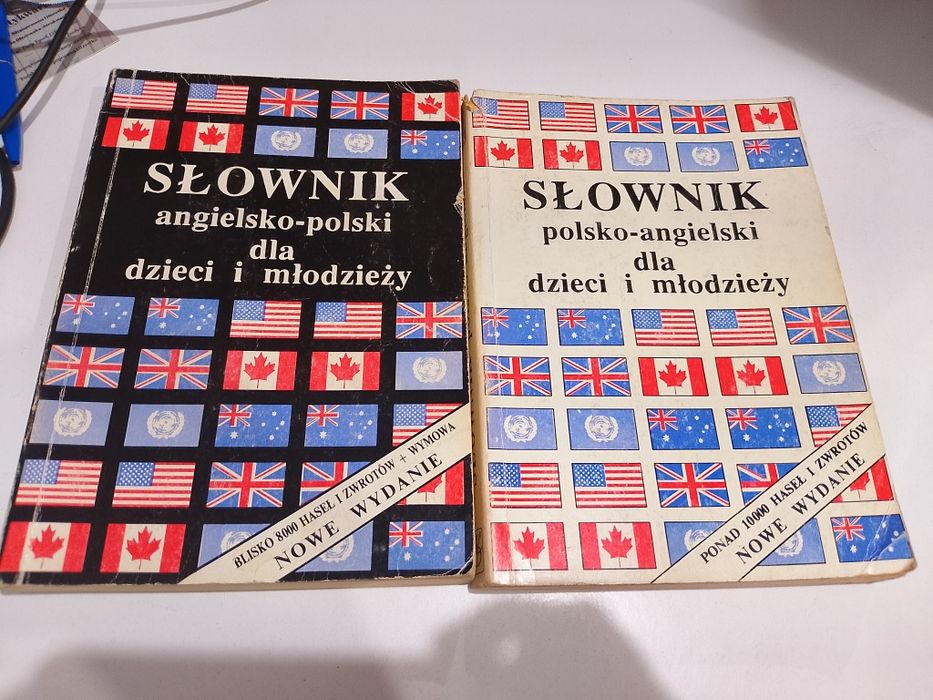 SŁOWNIK
angielsko-polski
dla
dzieci i młodzieży
BLISKO 8000 HASEŁ I ZWROTÓW + WYMOWA
NOWE WYDANIE
SŁOWNIK
polsko-angielski
dla
dzieci i młodzieży
PONAD 10000 HASEŁ I ZWROTÓW
NOWE WYDANIE